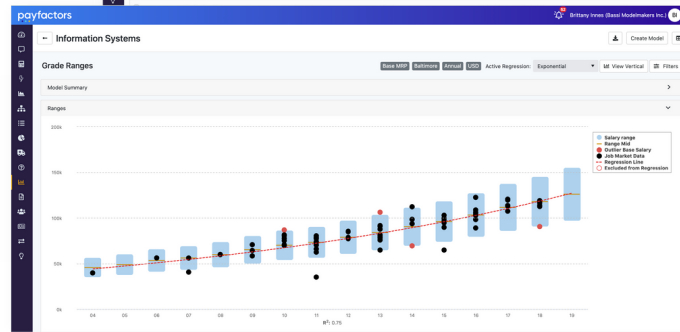 payfactors
Brittany Innes (Bassi Modelmakers Inc.) BI
← Information Systems
Create Model
Grade Ranges
Base MRP Baltimore Annual USD Active Regression: Exponential View Vertical Filters
Model Summary
Ranges
200k
150k
100k
50k
0k
04 05 06 07 08 09 10 11 12 13 14 15 16 17 18 19
R²: 0.75
Salary range
Range Mid
Outlier Base Salary
Job Market Data
Regression Line
Excluded from Regression